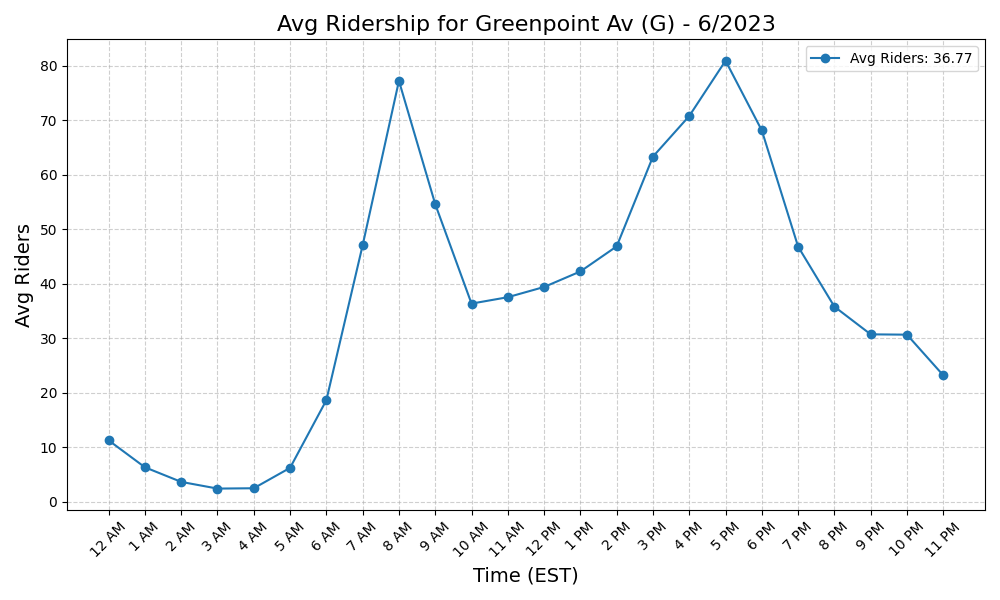 Avg Ridership for Greenpoint Av (G) - 6/2023
Avg Riders: 36.77
Avg Riders
80
70
60
50
40
30
20
10
0
12 AM
1 AM
2 AM
3 AM
4 AM
5 AM
6 AM
7 AM
8 AM
9 AM
10 AM
11 AM
12 PM
1 PM
2 PM
3 PM
4 PM
5 PM
6 PM
7 PM
8 PM
9 PM
10 PM
11 PM
Time (EST)